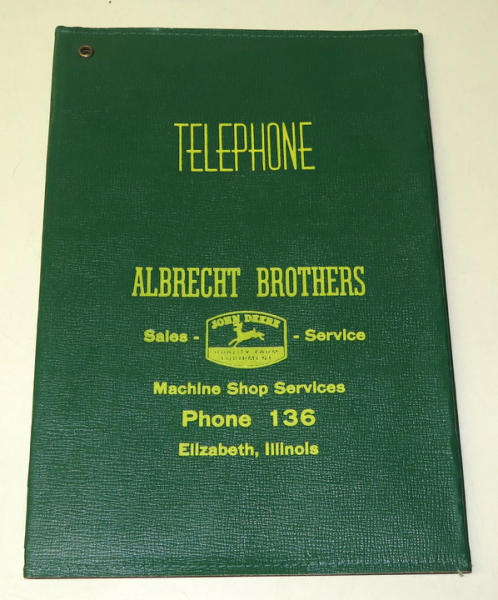 TELEPHONE
ALBRECHT BROTHERS
Sales - JOHN DEERE - Service
QUALITY FARM
EQUIPMENT
Machine Shop Services
Phone 136
Elizabeth, Illinois